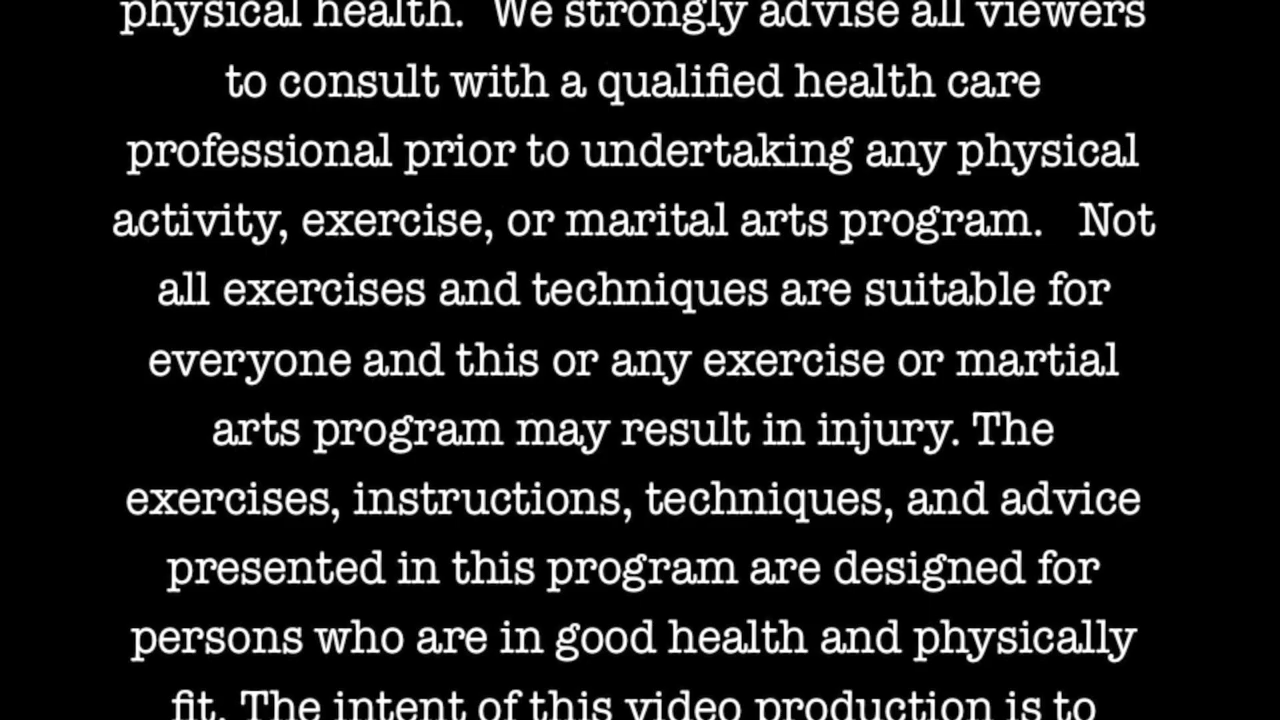 physical health.  We strongly advise all viewers
to consult with a qualified health care
professional prior to undertaking any physical
activity, exercise, or marital arts program.   Not
all exercises and techniques are suitable for
everyone and this or any exercise or martial
arts program may result in injury. The
exercises, instructions, techniques, and advice
presented in this program are designed for
persons who are in good health and physically
fit. The intent of this video production is to